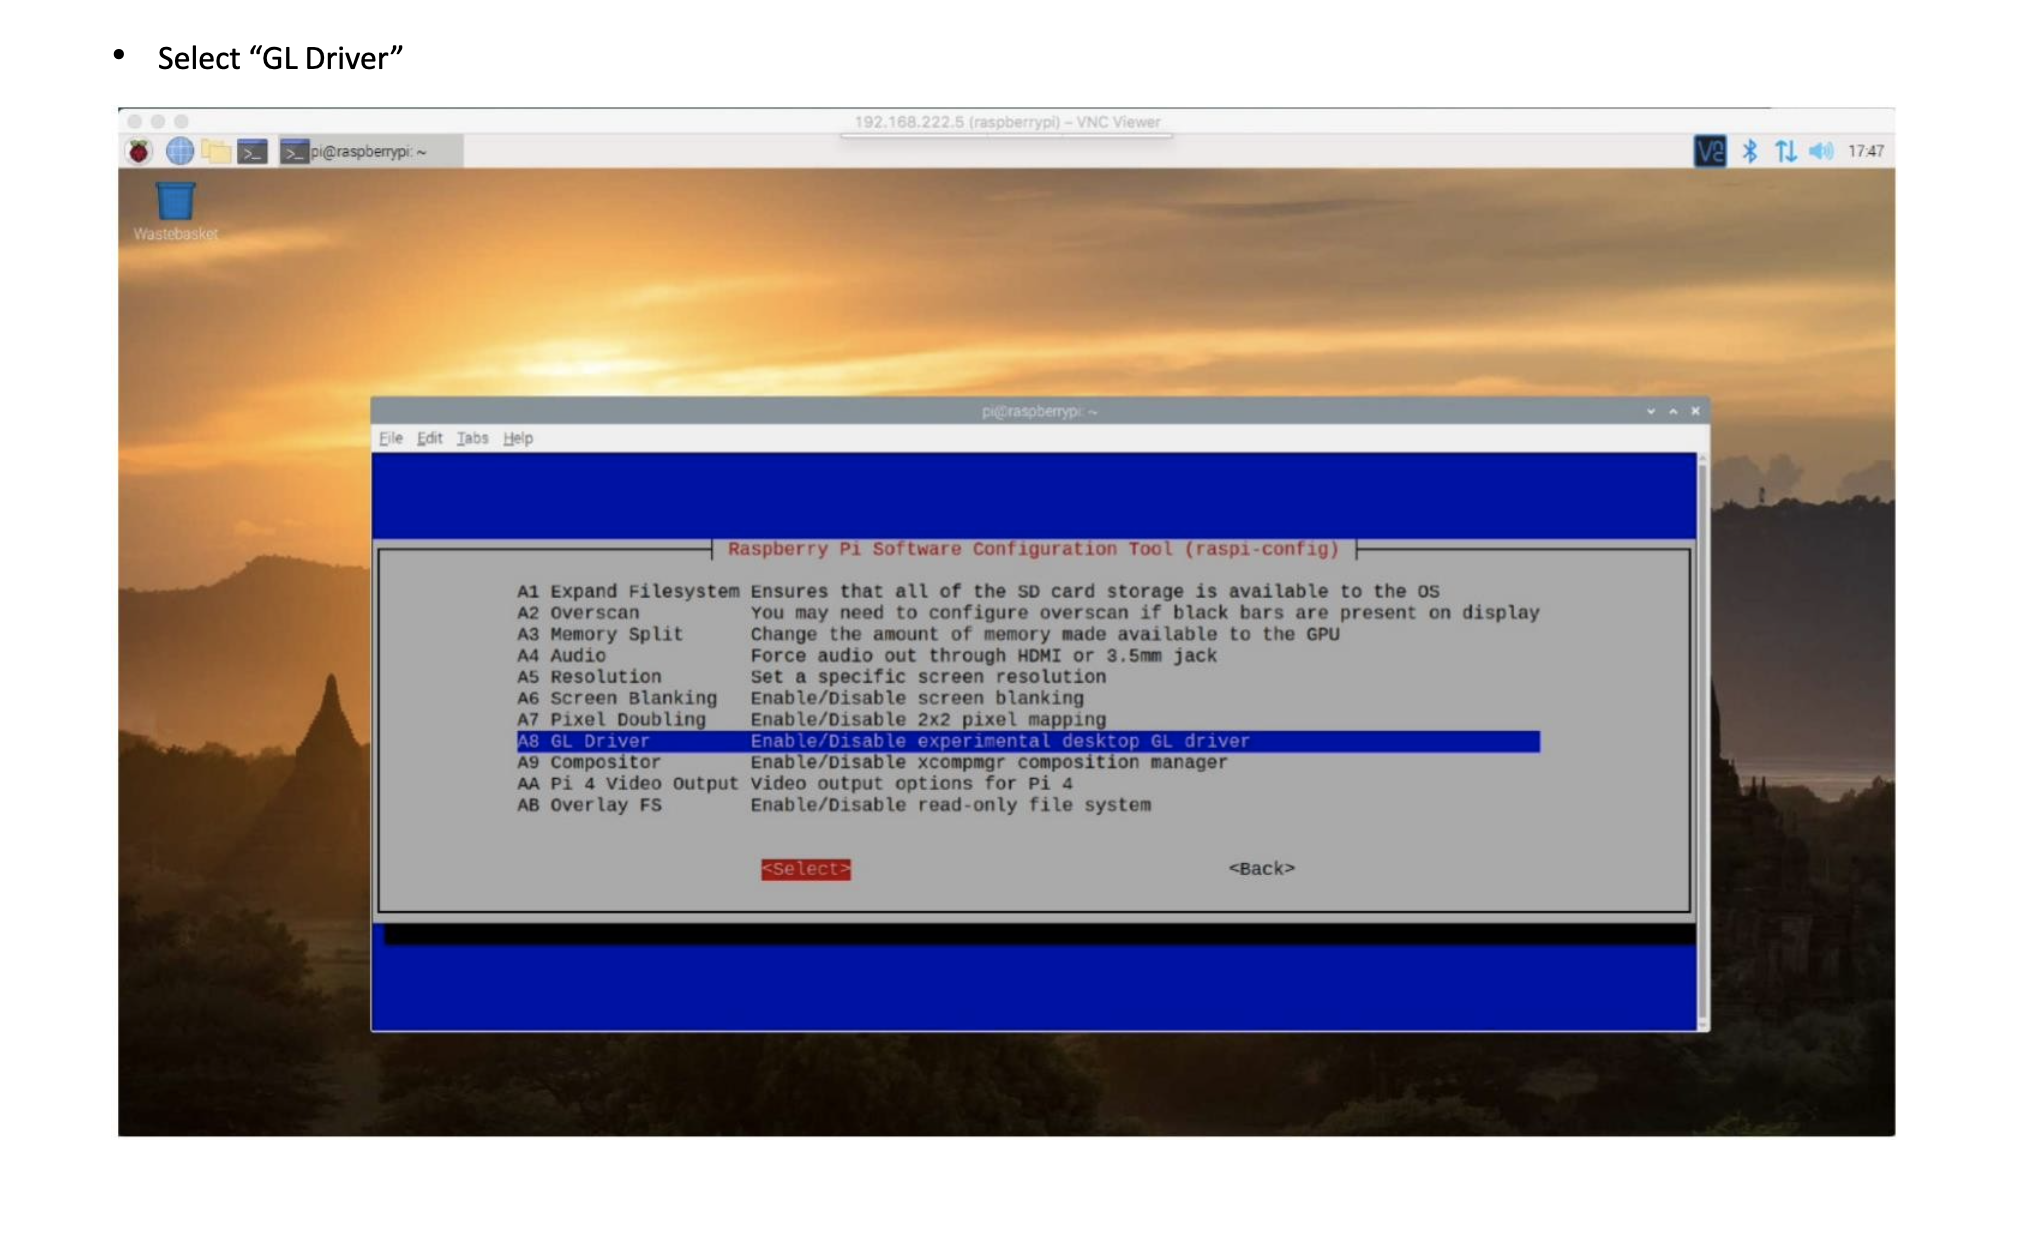 • Select “GL Driver”
192.168.222.5 (raspberrypi) – VNC Viewer
>_ >_ pi@raspberrypi: ~ V2 17:47
Wastebasket
pi@raspberrypi: ~
File Edit Tabs Help
Raspberry Pi Software Configuration Tool (raspi-config)
A1 Expand Filesystem Ensures that all of the SD card storage is available to the OS
A2 Overscan You may need to configure overscan if black bars are present on display
A3 Memory Split Change the amount of memory made available to the GPU
A4 Audio Force audio out through HDMI or 3.5mm jack
A5 Resolution Set a specific screen resolution
A6 Screen Blanking Enable/Disable screen blanking
A7 Pixel Doubling Enable/Disable 2x2 pixel mapping
A8 GL Driver Enable/Disable experimental desktop GL driver
A9 Compositor Enable/Disable xcompmgr composition manager
AA Pi 4 Video Output Video output options for Pi 4
AB Overlay FS Enable/Disable read-only file system
<Select> <Back>